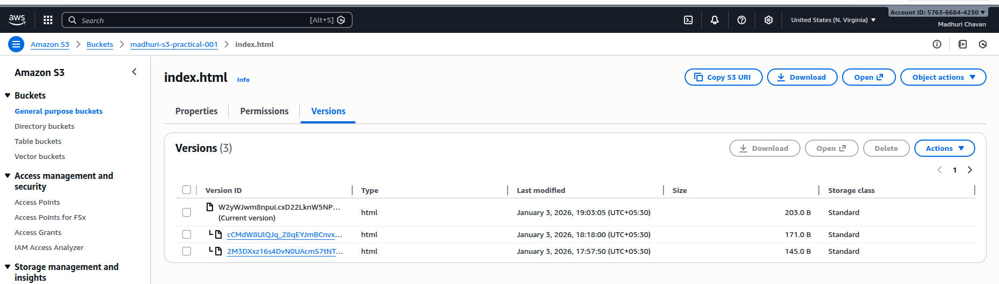 aws
Search [Alt+S]
United States (N. Virginia)
Account ID: 5763-6684-4230
Madhuri Chavan
Amazon S3 Buckets madhuri-s3-practical-001 index.html
Amazon S3
Buckets
General purpose buckets
Directory buckets
Table buckets
Vector buckets
Access management and
security
Access Points
Access Points for FSx
Access Grants
IAM Access Analyzer
Storage management and
insights
index.html Info
Copy S3 URI Download Open Object actions
Properties Permissions Versions
Versions (3)
Download Open Delete Actions
1
Version ID Type Last modified Size Storage class
W2yWJwm8npui.cxD22LknW5NP...
(Current version) html January 3, 2026, 19:03:05 (UTC+05:30) 203.0 B Standard
cCMdW8UlQJq_Z8qEYJmBCnvx... html January 3, 2026, 18:18:00 (UTC+05:30) 171.0 B Standard
2M3DXxz16s4DvN0UAcmS7tNT... html January 3, 2026, 17:57:50 (UTC+05:30) 145.0 B Standard